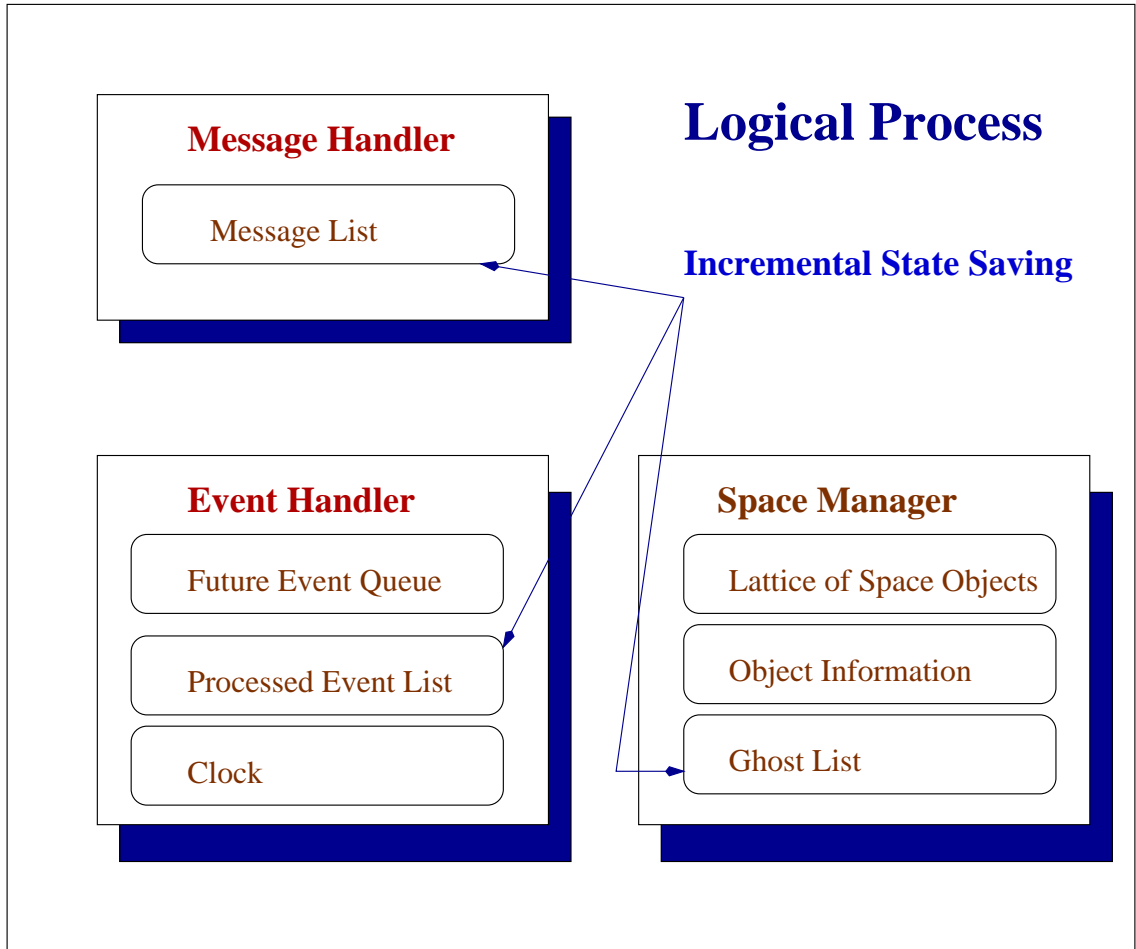 Logical Process
Message Handler
Message List
Incremental State Saving
Event Handler
Future Event Queue
Processed Event List
Clock
Space Manager
Lattice of Space Objects
Object Information
Ghost List